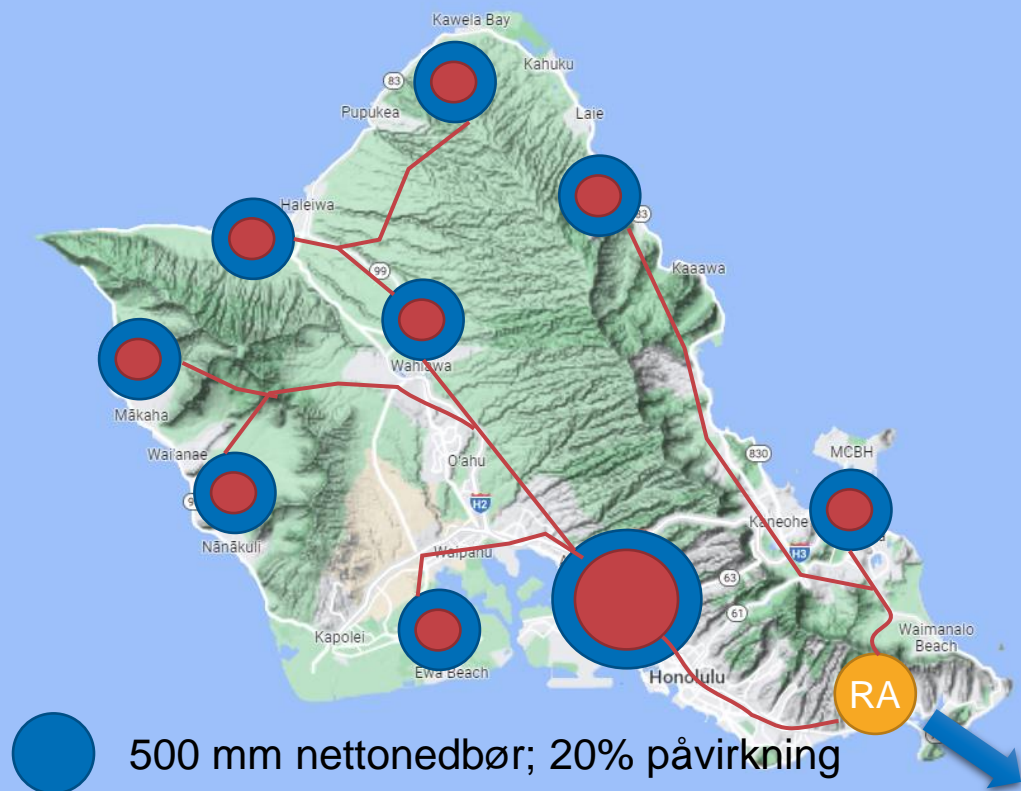 Kawela Bay
83
Kahuku
Pupukea
Laie
Haleiwa
83
99
Kaaawa
Wahiawa
Mākaha
Wai'anae
O'ahu
830
MCBH
H2
Kaneohe
Nānākuli
Waipahu
H3
63
61
Kapolei
Waimanalo
Beach
Ewa Beach
Honolulu
RA
500 mm nettonedbør; 20% påvirkning